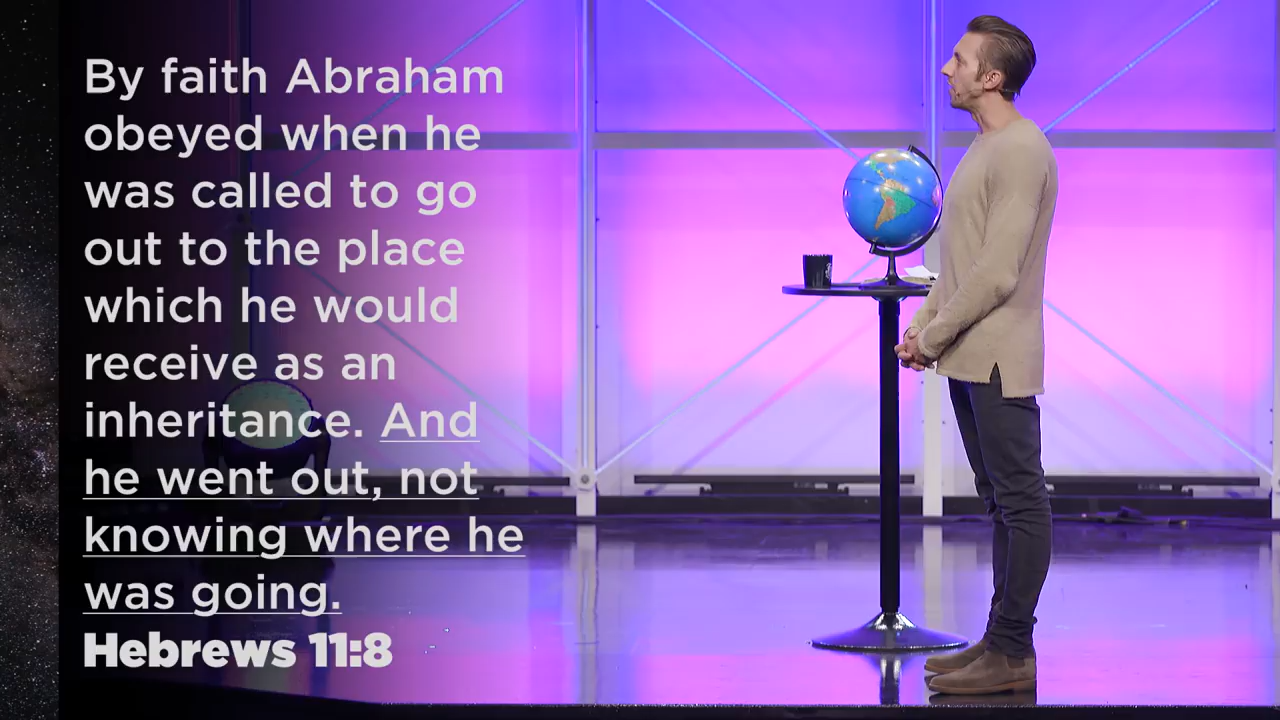 By faith Abraham
obeyed when he
was called to go
out to the place
which he would
receive as an
inheritance. And
he went out, not
knowing where he
was going.
Hebrews 11:8